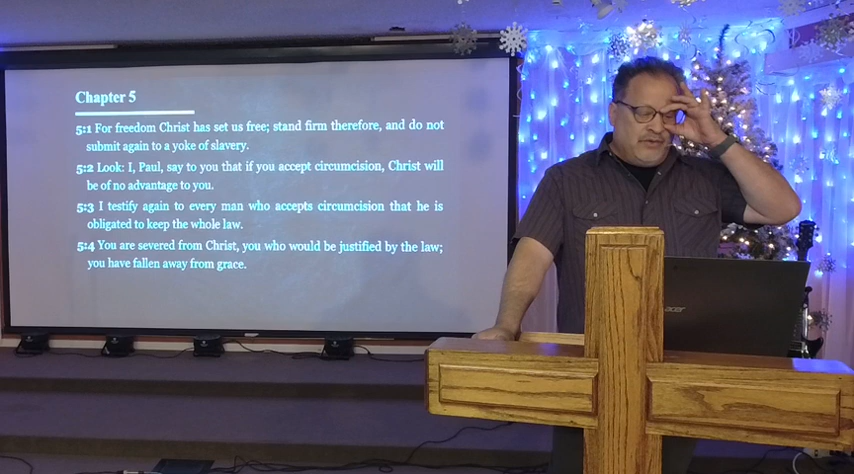 Chapter 5
5:1 For freedom Christ has set us free; stand firm therefore, and do not
submit again to a yoke of slavery.
5:2 Look: I, Paul, say to you that if you accept circumcision, Christ will
be of no advantage to you.
5:3 I testify again to every man who accepts circumcision that he is
obligated to keep the whole law.
5:4 You are severed from Christ, you who would be justified by the law;
you have fallen away from grace.
acer